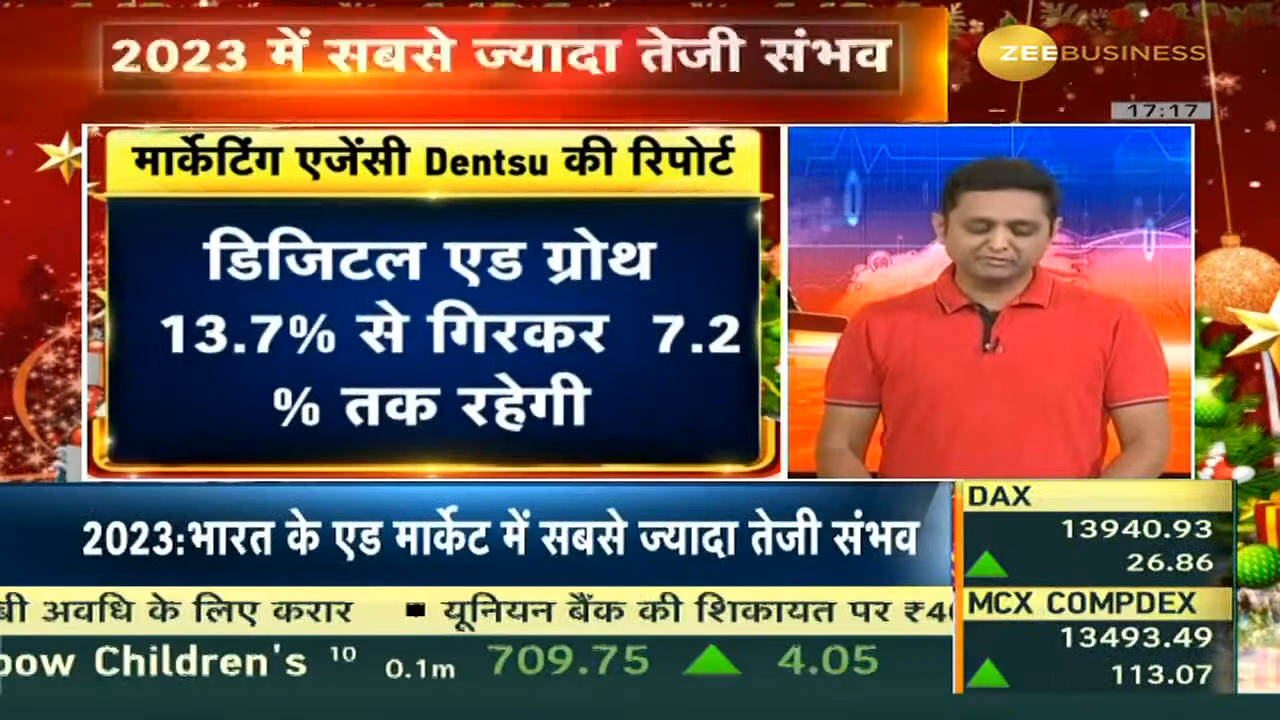 2023 में सबसे ज्यादा तेजी संभव
ZEEBUSINESS
17:17
मार्केटिंग एजेंसी Dentsu की रिपोर्ट
डिजिटल एड ग्रोथ
13.7% से गिरकर 7.2
% तक रहेगी
2023:भारत के एड मार्केट में सबसे ज्यादा तेजी संभव
DAX
13940.93
26.86
MCX COMPDEX
13493.49
113.07
अवधि के लिए करार ■ यूनियन बैंक की शिकायत पर
Children's 10 0.1m 709.75 4.05